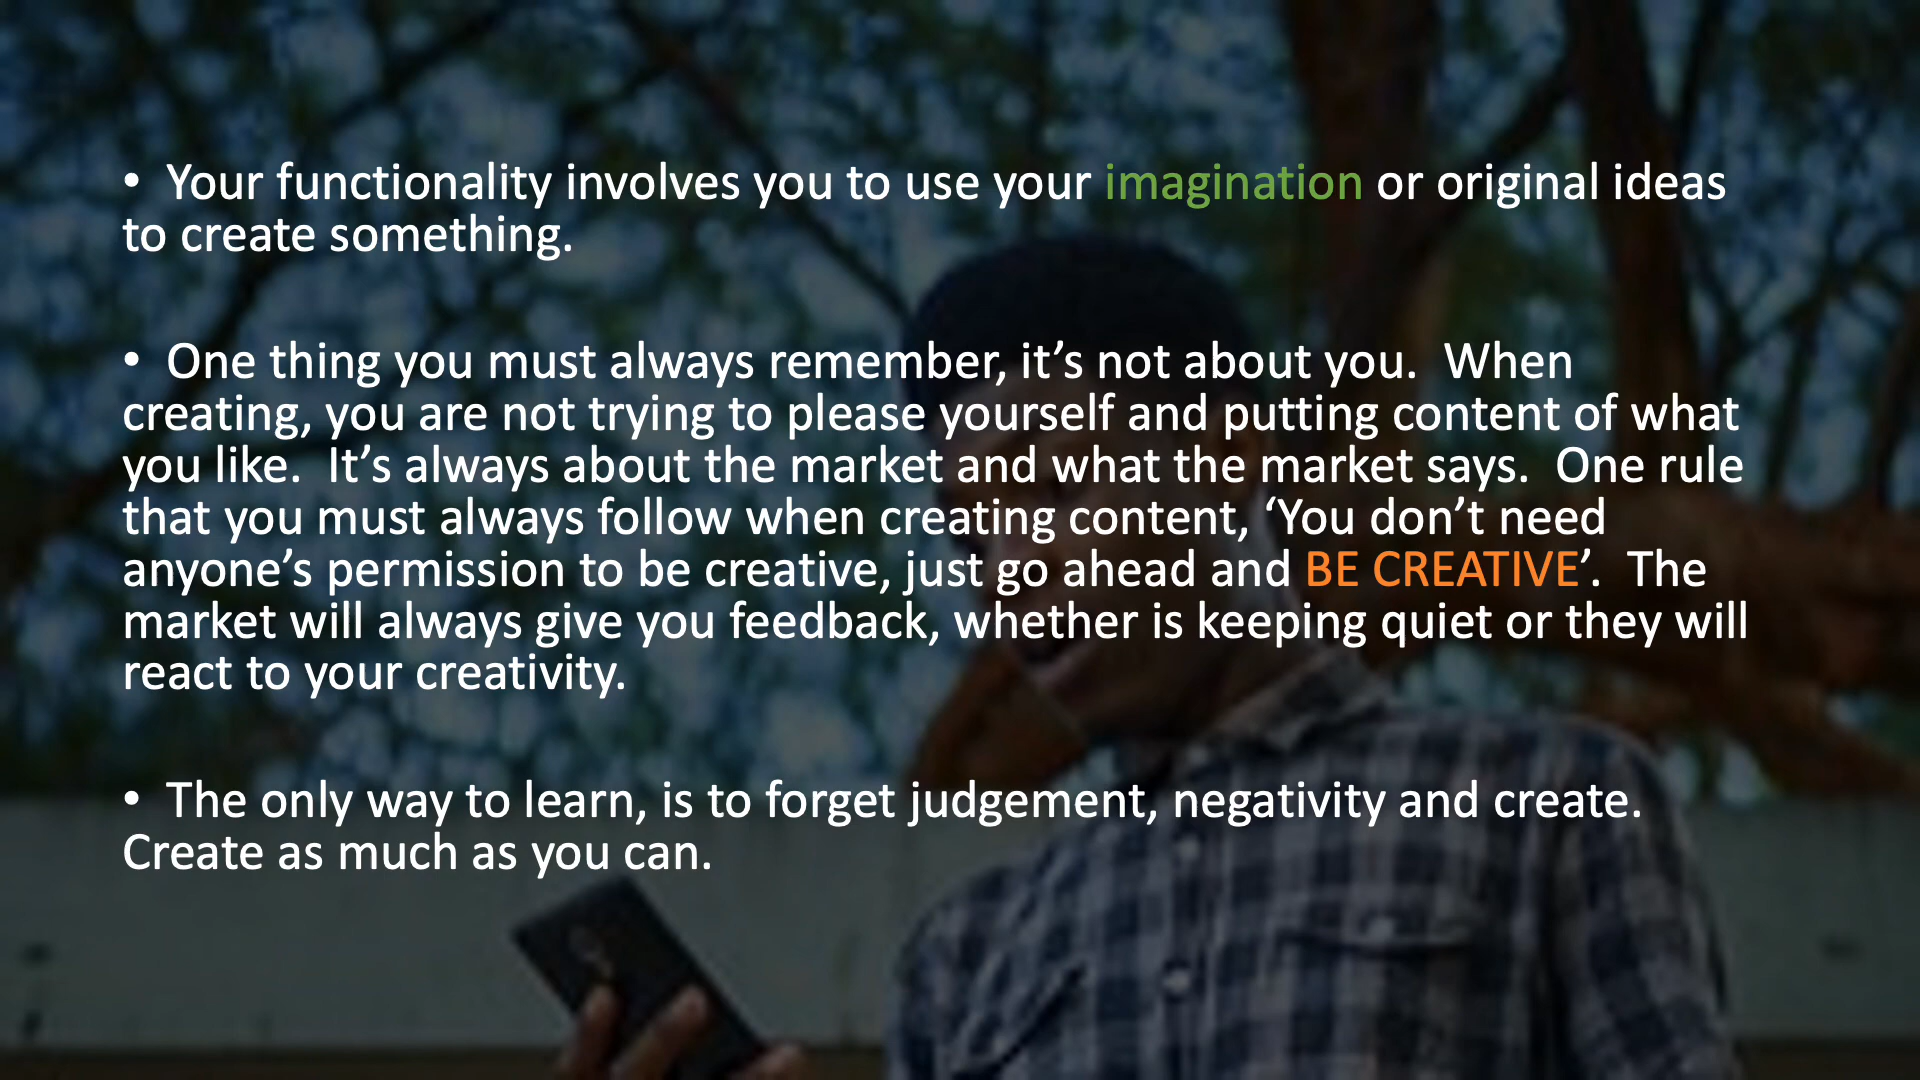 • Your functionality involves you to use your imagination or original ideas
to create something.
• One thing you must always remember, it’s not about you.  When
creating, you are not trying to please yourself and putting content of what
you like.  It’s always about the market and what the market says.  One rule
that you must always follow when creating content, ‘You don’t need
anyone’s permission to be creative, just go ahead and BE CREATIVE’.  The
market will always give you feedback, whether is keeping quiet or they will
react to your creativity.
• The only way to learn, is to forget judgement, negativity and create.
Create as much as you can.